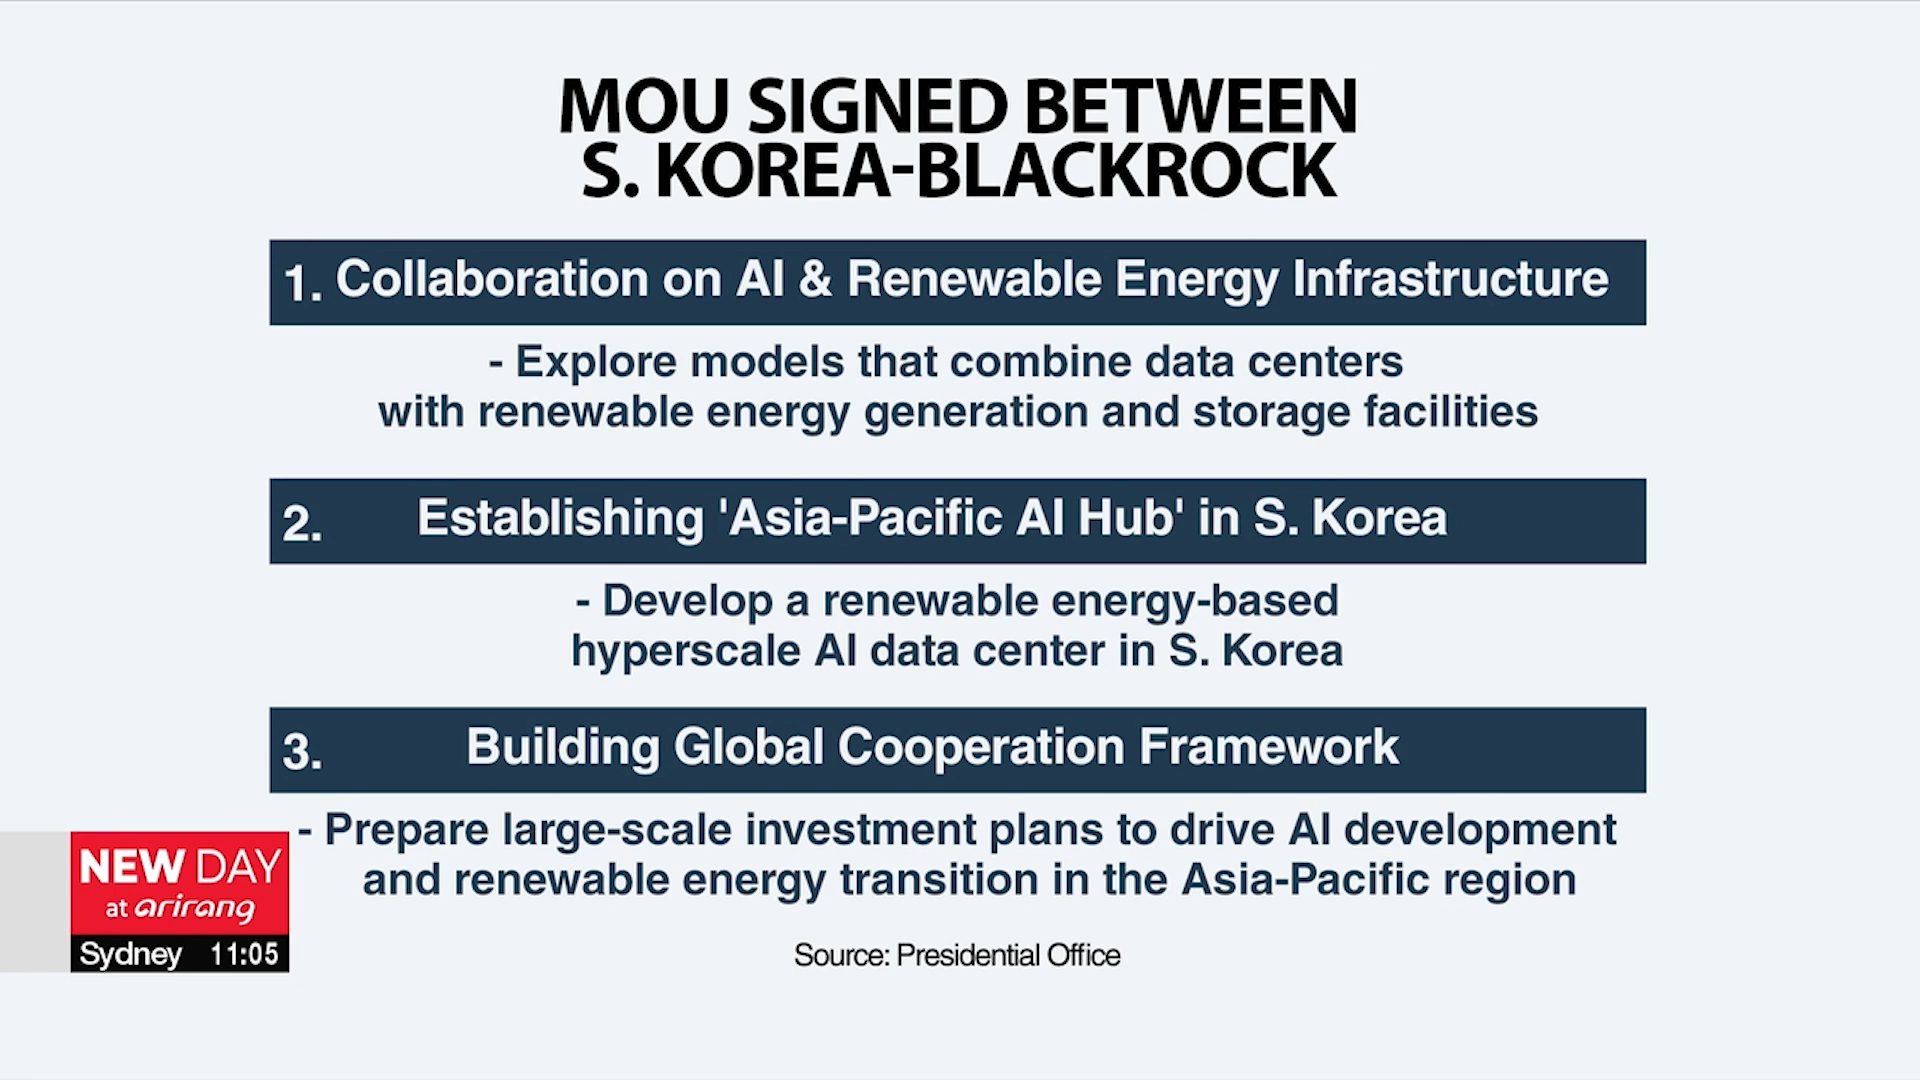 MOU SIGNED BETWEEN
S. KOREA-BLACKROCK
1. Collaboration on AI & Renewable Energy Infrastructure
- Explore models that combine data centers
with renewable energy generation and storage facilities
2. Establishing 'Asia-Pacific AI Hub' in S. Korea
- Develop a renewable energy-based
hyperscale AI data center in S. Korea
3. Building Global Cooperation Framework
- Prepare large-scale investment plans to drive AI development
and renewable energy transition in the Asia-Pacific region
Source: Presidential Office
NEW DAY
at arirang
Sydney 11:05